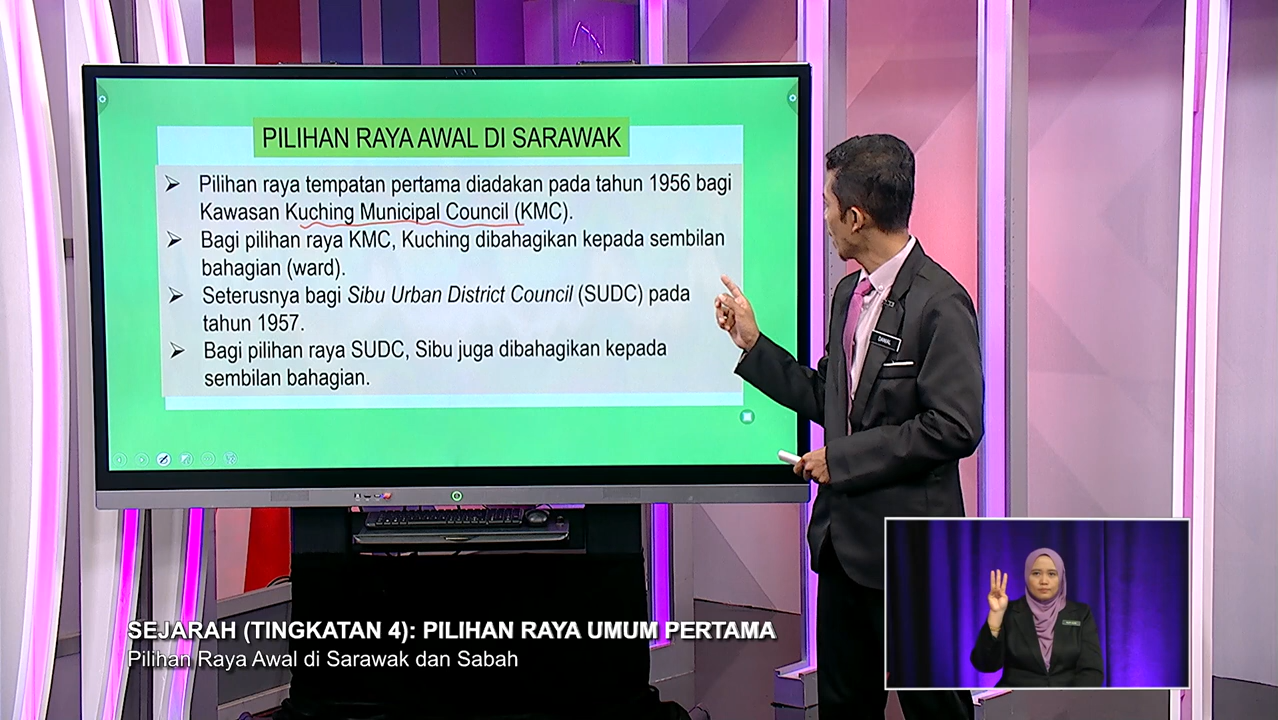 PILIHAN RAYA AWAL DI SARAWAK
➢ Pilihan raya tempatan pertama diadakan pada tahun 1956 bagi
Kawasan Kuching Municipal Council (KMC).
➢ Bagi pilihan raya KMC, Kuching dibahagikan kepada sembilan
bahagian (ward).
➢ Seterusnya bagi Sibu Urban District Council (SUDC) pada
tahun 1957.
➢ Bagi pilihan raya SUDC, Sibu juga dibahagikan kepada
sembilan bahagian.
SEJARAH (TINGKATAN 4): PILIHAN RAYA UMUM PERTAMA
Pilihan Raya Awal di Sarawak dan Sabah